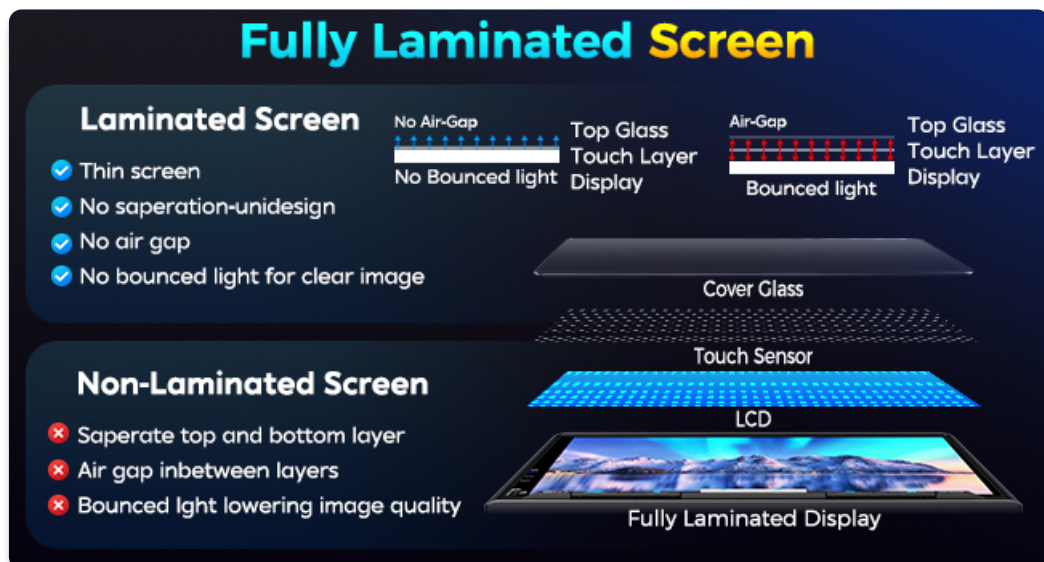 Fully Laminated Screen
Laminated Screen
Thin screen
No saperation-unidesign
No air gap
No bounced light for clear image
No Air-Gap
No Bounced light
Top Glass
Touch Layer
Display
Air-Gap
Bounced light
Top Glass
Touch Layer
Display
Cover Glass
Touch Sensor
LCD
Fully Laminated Display
Non-Laminated Screen
Saperate top and bottom layer
Air gap inbetween layers
Bounced lght lowering image quality